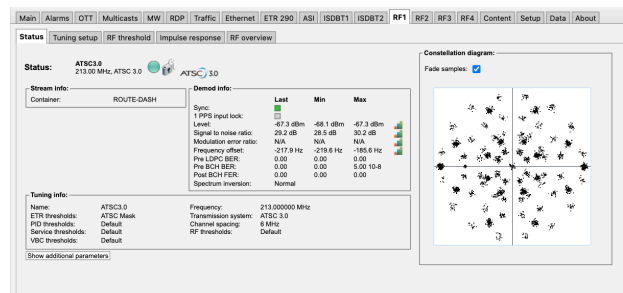 Main Alarms OTT Multicasts MW RDP Traffic Ethernet ETR 290 ASI ISDBT1 ISDBT2 RF1 RF2 RF3 RF4 Content Setup Data About
Status Tuning setup RF threshold Impulse response RF overview
Status: ATSC3.0
213.00 MHz, ATSC 3.0 ATSC 3.0
Stream info:
Container: ROUTE-DASH
Demod info:
Last Min Max
Sync:
1 PPS input lock:
Level: -67.3 dBm -68.1 dBm -67.3 dBm
Signal to noise ratio: 29.2 dB 28.5 dB 30.2 dB
Modulation error ratio: N/A N/A N/A
Frequency offset: -217.9 Hz -219.6 Hz -185.6 Hz
Pre LDPC BER: 0.00 0.00 0.00
Pre BCH BER: 0.00 0.00 5.00 10-8
Post BCH FER: 0.00 0.00 0.00
Spectrum inversion: Normal
Tuning info:
Name: ATSC3.0 Frequency: 213.000000 MHz
ETR thresholds: ATSC Mask Transmission system: ATSC 3.0
PID thresholds: Default Channel spacing: 6 MHz
Service thresholds: Default RF thresholds: Default
VBC thresholds: Default
Show additional parameters
Constellation diagram:
Fade samples: